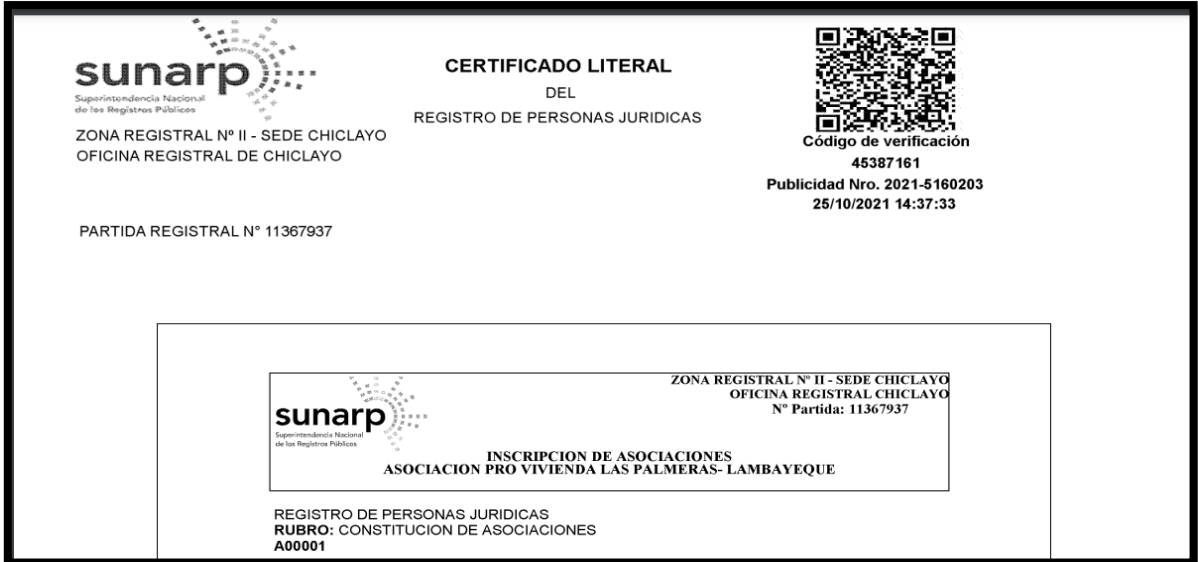 sunarp
Superintendencia Nacional
de los Registros Públicos
ZONA REGISTRAL Nº II - SEDE CHICLAYO
OFICINA REGISTRAL DE CHICLAYO
CERTIFICADO LITERAL
DEL
REGISTRO DE PERSONAS JURIDICAS
Código de verificación
45387161
Publicidad Nro. 2021-5160203
25/10/2021 14:37:33
PARTIDA REGISTRAL N° 11367937
sunarp
Superintendencia Nacional
de los Registros Públicos
ZONA REGISTRAL Nº II - SEDE CHICLAYO
OFICINA REGISTRAL CHICLAYO
Nº Partida: 11367937
INSCRIPCION DE ASOCIACIONES
ASOCIACION PRO VIVIENDA LAS PALMERAS- LAMBAYEQUE
REGISTRO DE PERSONAS JURIDICAS
RUBRO: CONSTITUCION DE ASOCIACIONES
A00001